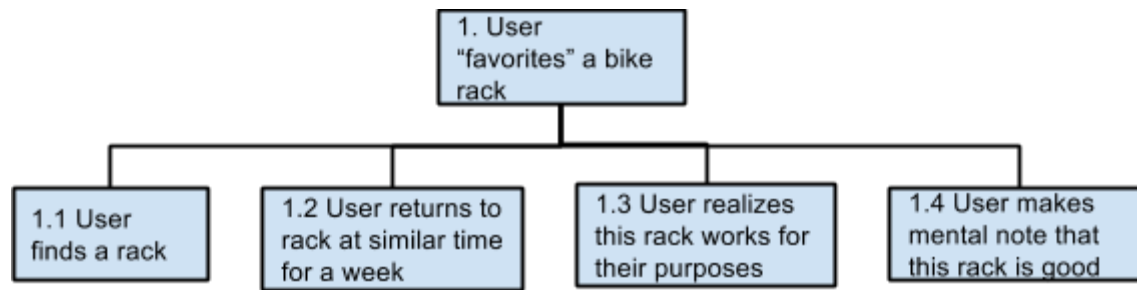 1. User
“favorites” a bike
rack
1.1 User
finds a rack
1.2 User returns to
rack at similar time
for a week
1.3 User realizes
this rack works for
their purposes
1.4 User makes
mental note that
this rack is good